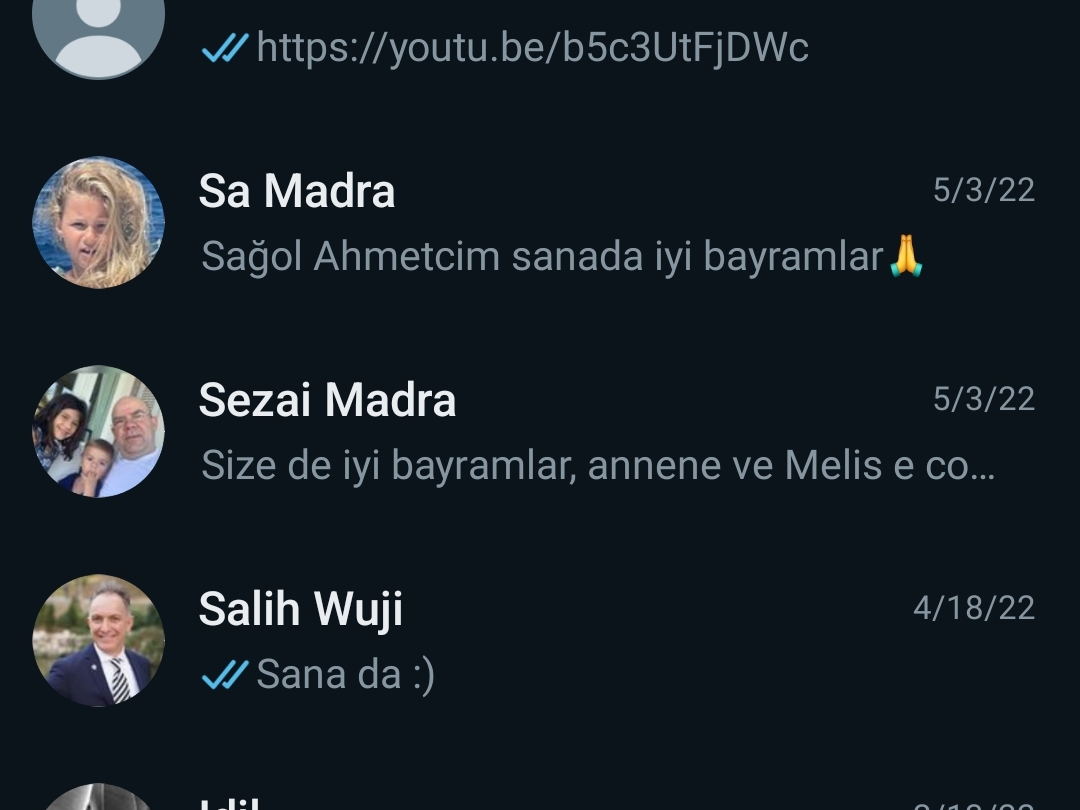 https://youtu.be/b5c3UtFjDWc
Sa Madra
5/3/22
Sağol Ahmetcim sanada iyi bayramlar🙏
Sezai Madra
5/3/22
Size de iyi bayramlar, annene ve Melis e co...
Salih Wuji
4/18/22
Sana da :)